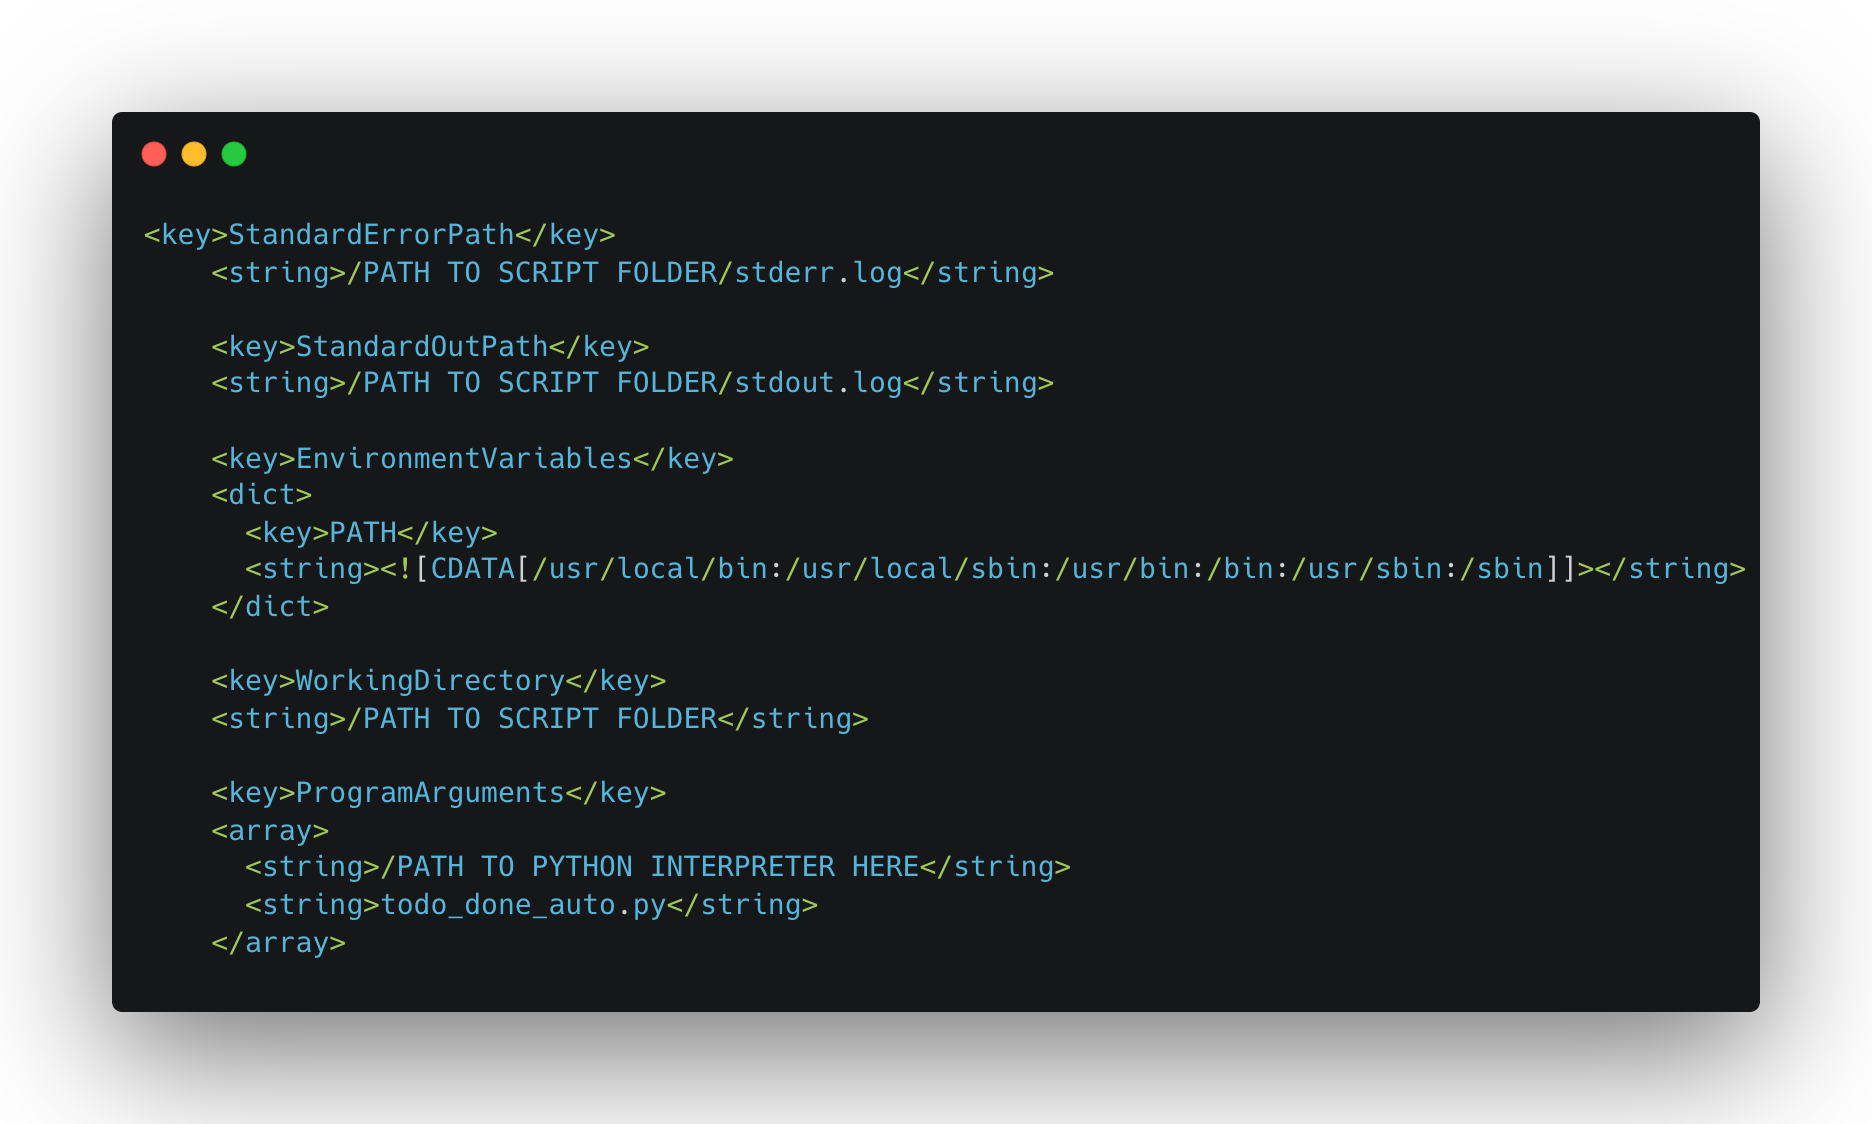 <key>StandardErrorPath</key>
    <string>/PATH TO SCRIPT FOLDER/stderr.log</string>

    <key>StandardOutPath</key>
    <string>/PATH TO SCRIPT FOLDER/stdout.log</string>

    <key>EnvironmentVariables</key>
    <dict>
      <key>PATH</key>
      <string><![CDATA[/usr/local/bin:/usr/local/sbin:/usr/bin:/bin:/usr/sbin:/sbin]]></string>
    </dict>

    <key>WorkingDirectory</key>
    <string>/PATH TO SCRIPT FOLDER</string>

    <key>ProgramArguments</key>
    <array>
      <string>/PATH TO PYTHON INTERPRETER HERE</string>
      <string>todo_done_auto.py</string>
    </array>